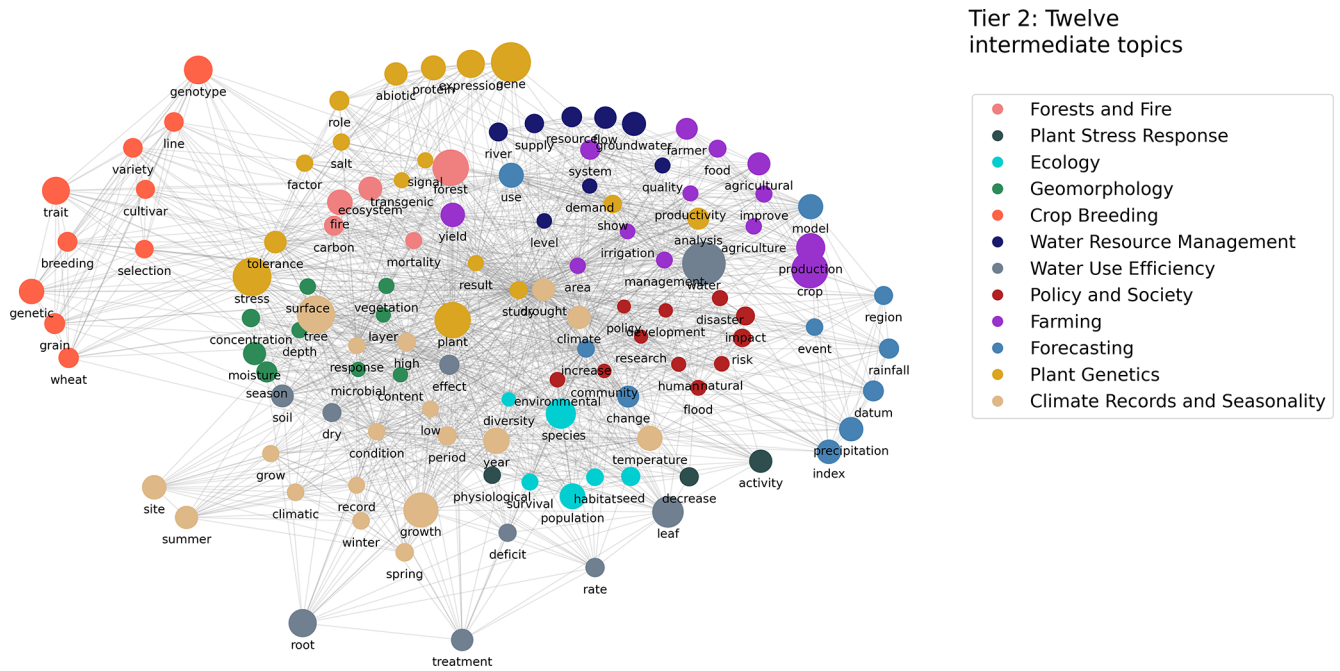 Tier 2: Twelve
intermediate topics
Forests and Fire
Plant Stress Response
Ecology
Geomorphology
Crop Breeding
Water Resource Management
Water Use Efficiency
Policy and Society
Farming
Forecasting
Plant Genetics
Climate Records and Seasonality
genotype
line
variety
trait
cultivar
breeding
selection
genetic
grain
wheat
abiotic
protein
expression
gene
role
salt
factor
signal
transgenic
forest
ecosystem
fire
carbon
mortality
yield
use
river
supply
resource
flow
groundwater
system
quality
demand
level
show
irrigation
farmer
food
agricultural
improve
productivity
analysis
agriculture
model
production
crop
management
water
area
tolerance
stress
result
study
drought
surface
tree
vegetation
concentration
depth
layer
plant
climate
policy
development
disaster
impact
region
event
rainfall
moisture
season
response
high
microbial
content
effect
increase
research
risk
community
human
natural
flood
datum
environmental
change
soil
dry
low
diversity
species
precipitation
index
condition
period
year
temperature
grow
site
summer
climatic
record
winter
growth
spring
physiological
survival
population
habitat
seed
decrease
activity
leaf
deficit
rate
root
treatment